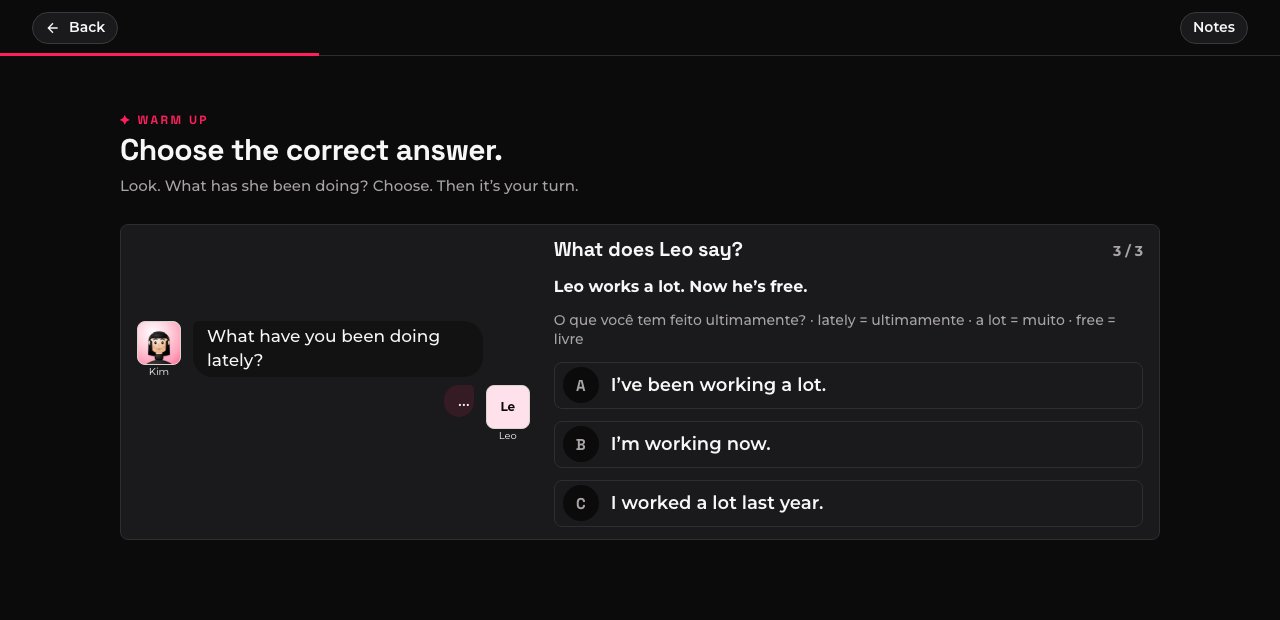 Back
Notes
WARM UP
Choose the correct answer.
Look. What has she been doing? Choose. Then it’s your turn.
What have you been doing
lately?
Kim
...
Le
Leo
What does Leo say?
3 / 3
Leo works a lot. Now he’s free.
O que você tem feito ultimamente? · lately = ultimamente · a lot = muito · free =
livre
A
I’ve been working a lot.
B
I’m working now.
C
I worked a lot last year.